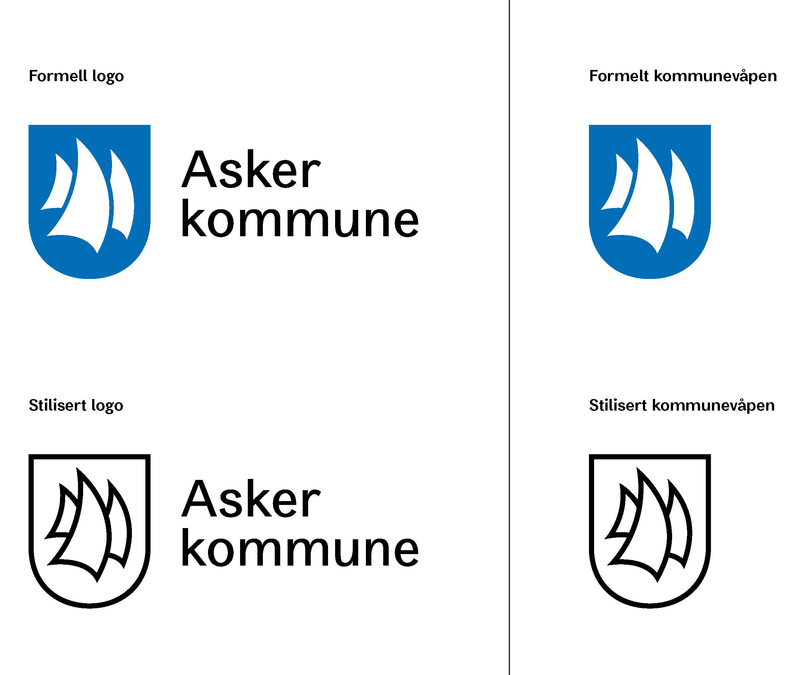 Formell logo
Asker
kommune
Formelt kommunevåpen
Stilisert logo
Asker
kommune
Stilisert kommunevåpen